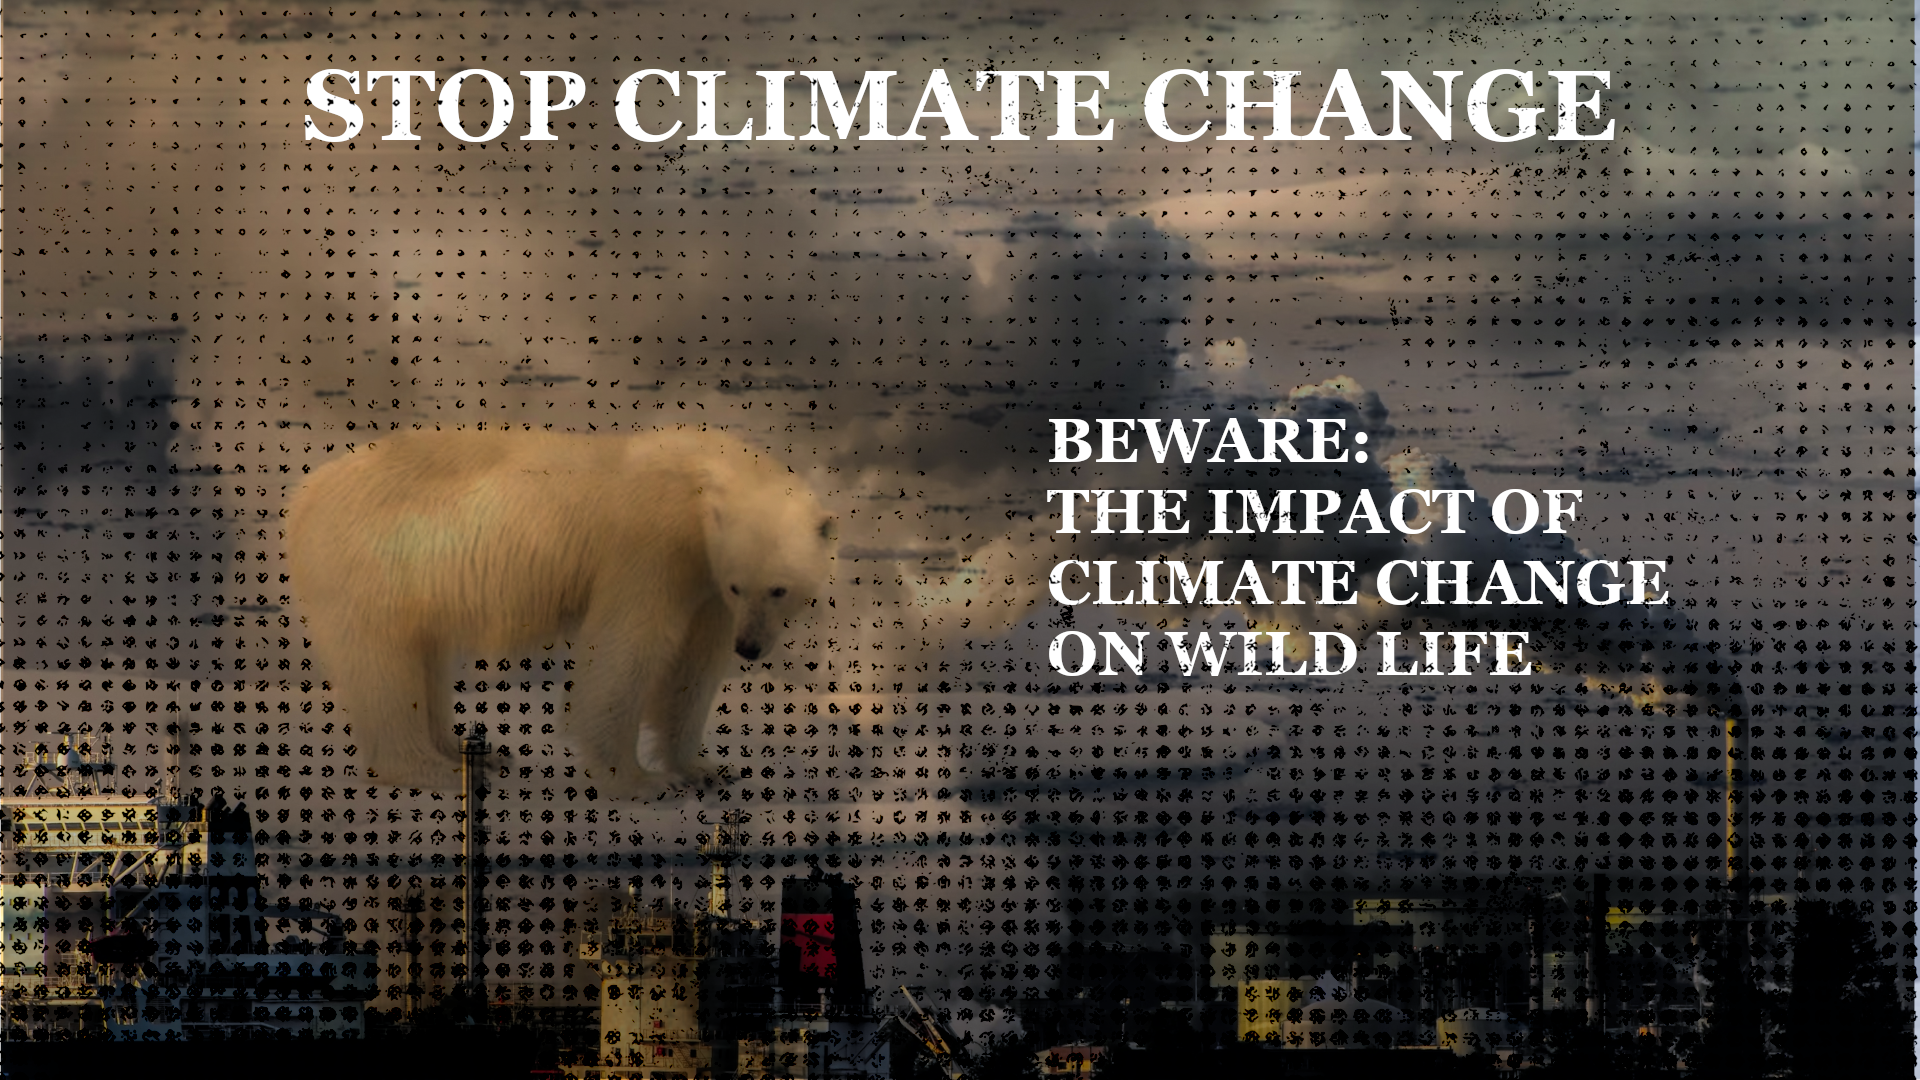 STOP CLIMATE CHANGE
BEWARE:
THE IMPACT OF
CLIMATE CHANGE
ON WILD LIFE